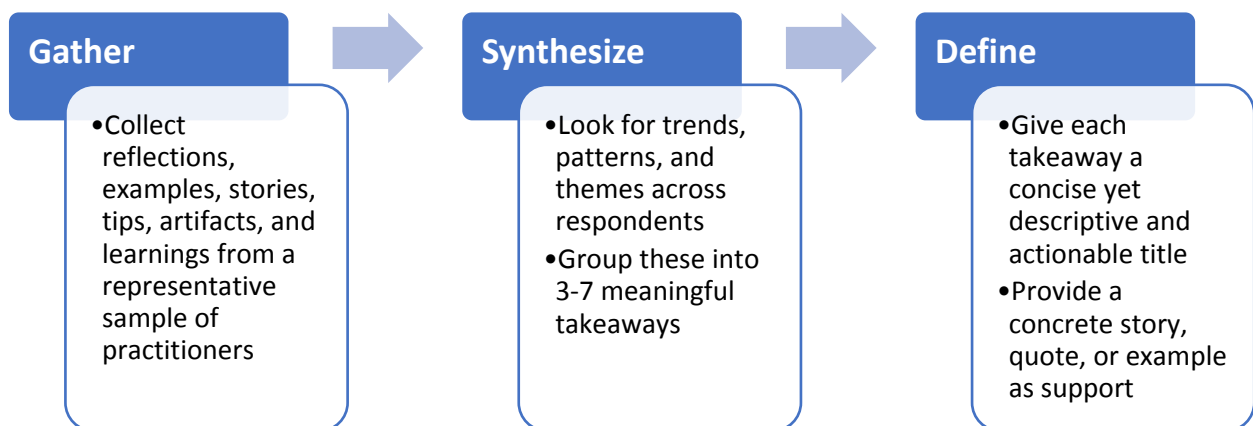 Gather
•Collect
reflections,
examples, stories,
tips, artifacts, and
learnings from a
representative
sample of
practitioners
Synthesize
•Look for trends,
patterns, and
themes across
respondents
•Group these into
3-7 meaningful
takeaways
Define
•Give each
takeaway a
concise yet
descriptive and
actionable title
•Provide a
concrete story,
quote, or example
as support